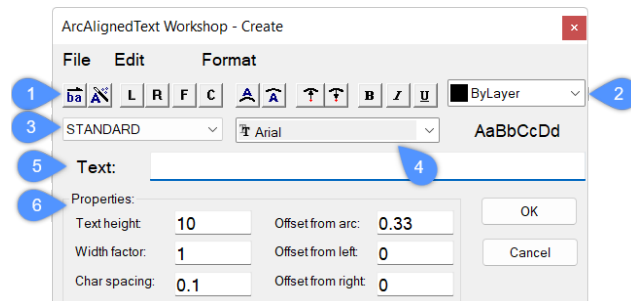 ArcAlignedText Workshop - Create ×
File Edit Format
1 ba A L R F C A A T T B I U ByLayer 2
3 STANDARD T Arial AaBbCcDd
5 Text: 4
6 Properties:
Text height: 10 Offset from arc: 0.33 OK
Width factor: 1 Offset from left: 0 Cancel
Char spacing: 0.1 Offset from right: 0